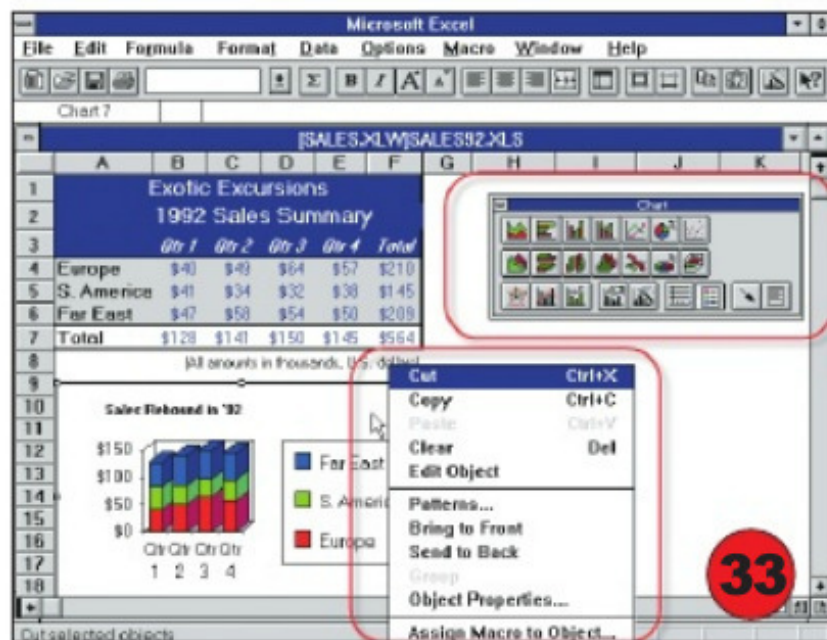 Microsoft Excel
File Edit Formula Format Data Options Macro Window Help
Σ B I A A
Chart 7
[SALES.XLW]SALES92.XLS
A B C D E F G H I J K
1 Exotic Excursions
2 1992 Sales Summary
3 Qtr 1 Qtr 2 Qtr 3 Qtr 4 Total
4 Europe $40 $49 $64 $57 $210
5 S. America $41 $34 $32 $38 $145
6 Far East $47 $58 $54 $50 $209
7 Total $128 $141 $150 $145 $564
8 (All amounts in thousands, U.S. dollars)
9
10
11
12
13
14
15
16
17
18
Chart
Sales Rebound in '92
$150
$100
$50
$0
Qtr Qtr Qtr Qtr
1 2 3 4
Far East
S. Americ
Europe
Cut Ctrl+X
Copy Ctrl+C
Paste Ctrl+V
Clear Del
Edit Object
Patterns...
Bring to Front
Send to Back
Group
Object Properties...
Assign Macro to Object...
33
Cut selected objects